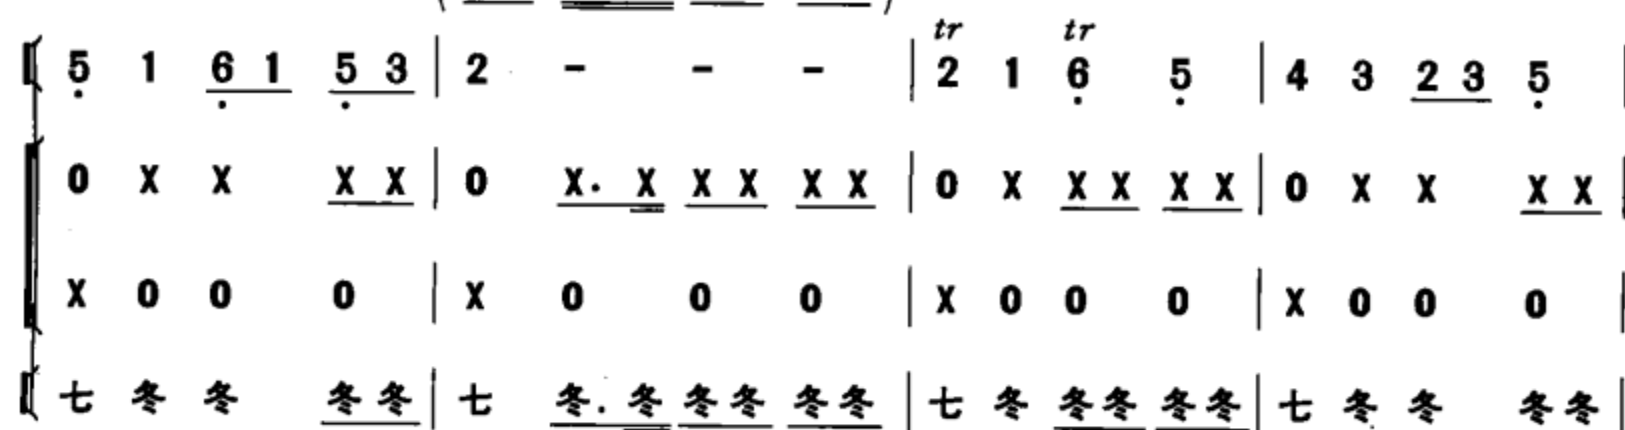 tr tr
5 1 6 1 5 3 | 2 - - - | 2 1 6 5 | 4 3 2 3 5
0 X X X X | 0 X. X X X X X | 0 X X X X X | 0 X X X X
X 0 0 0 | X 0 0 0 | X 0 0 0 | X 0 0 0
七 冬 冬 冬冬 | 七 冬. 冬 冬冬 冬冬 | 七 冬 冬冬 冬冬 | 七 冬 冬 冬冬